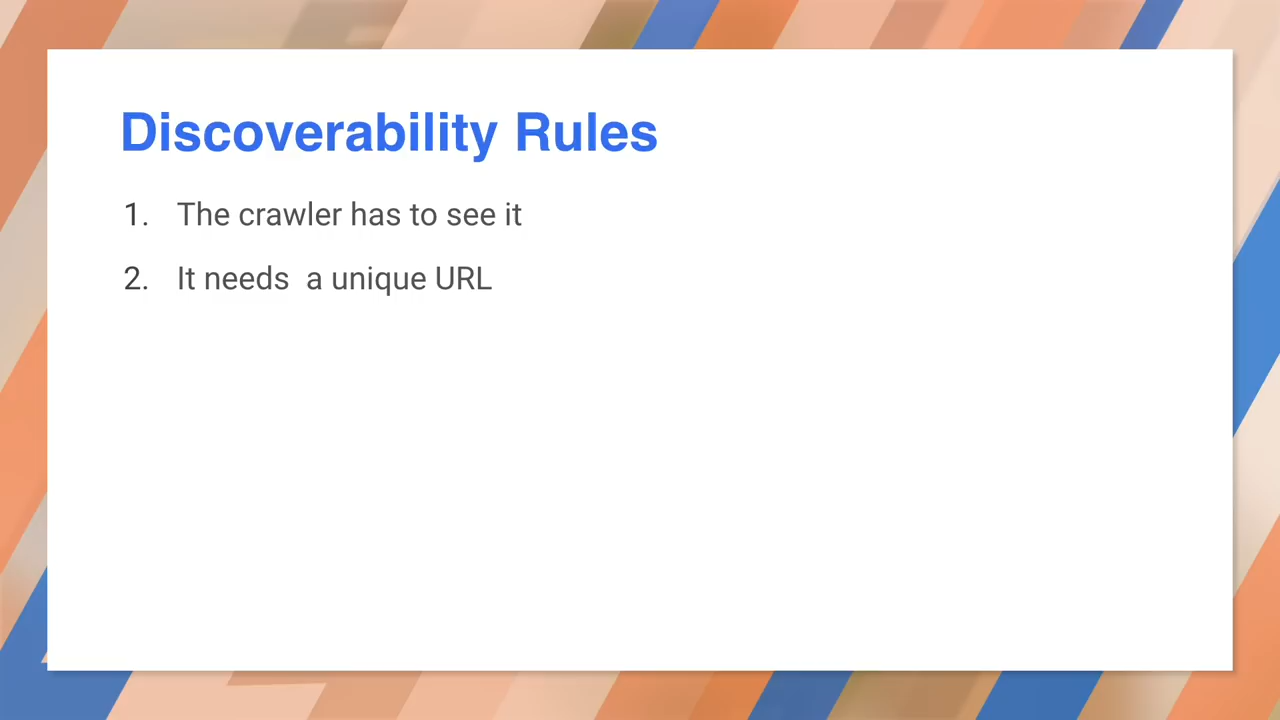 Discoverability Rules
1. The crawler has to see it
2. It needs  a unique URL